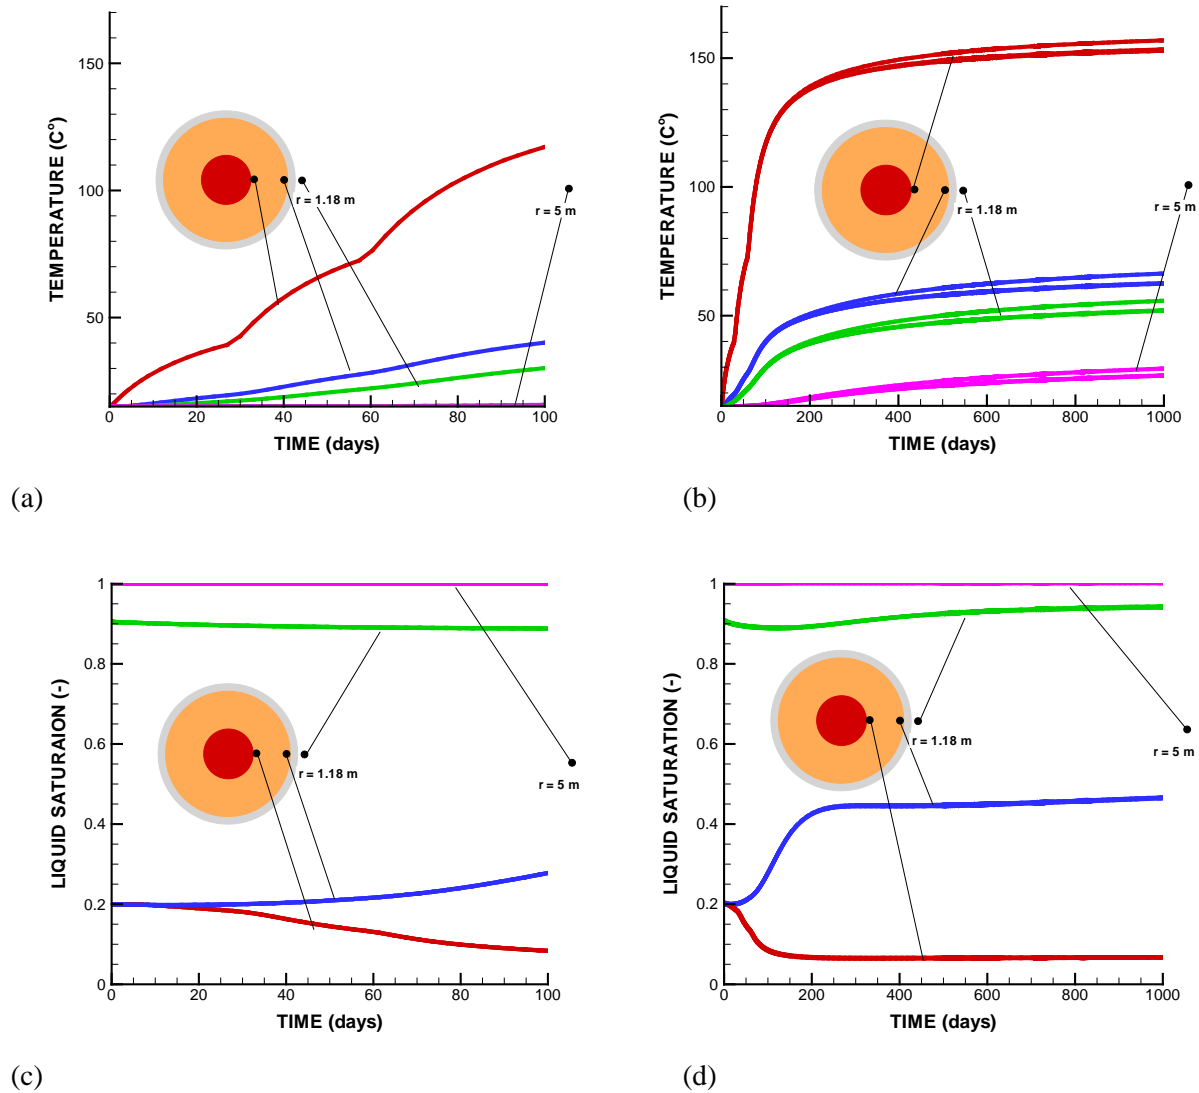 150
100
50
0
20
40
60
80
100
TEMPERATURE (C°)
TIME (days)
r = 1.18 m
r = 5 m
(a)
150
100
50
0
200
400
600
800
1000
TEMPERATURE (C°)
TIME (days)
r = 1.18 m
r = 5 m
(b)
1
0.8
0.6
0.4
0.2
0
0
20
40
60
80
100
LIQUID SATURAION (-)
TIME (days)
r = 1.18 m
r = 5 m
(c)
1
0.8
0.6
0.4
0.2
0
0
200
400
600
800
1000
LIQUID SATURATION (-)
TIME (days)
r = 1.18 m
r = 5 m
(d)